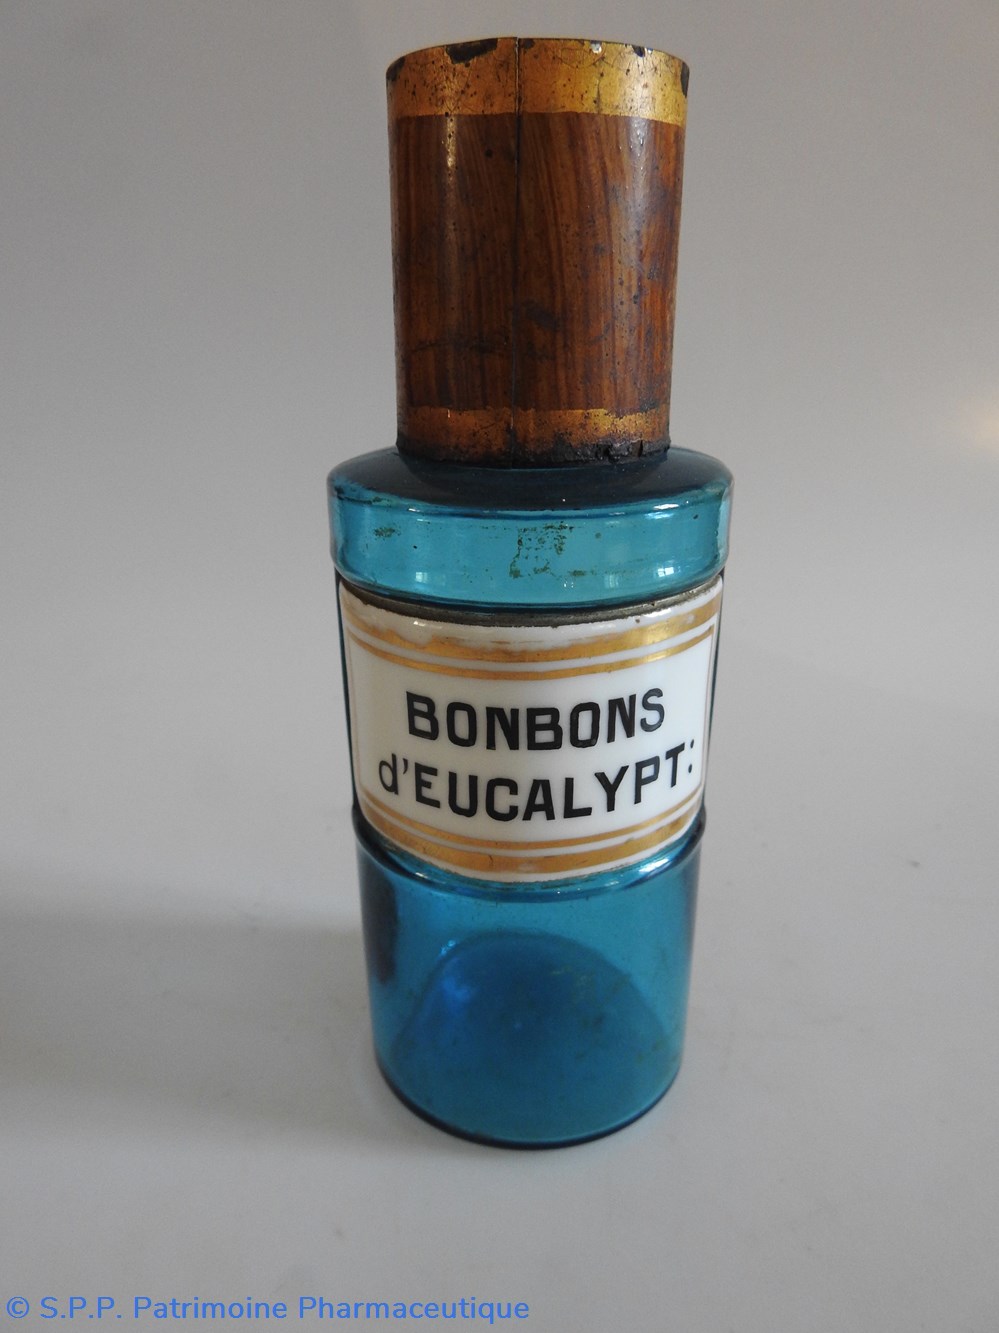 BONBONS
d'EUCALYPT:
© S.P.P. Patrimoine Pharmaceutique